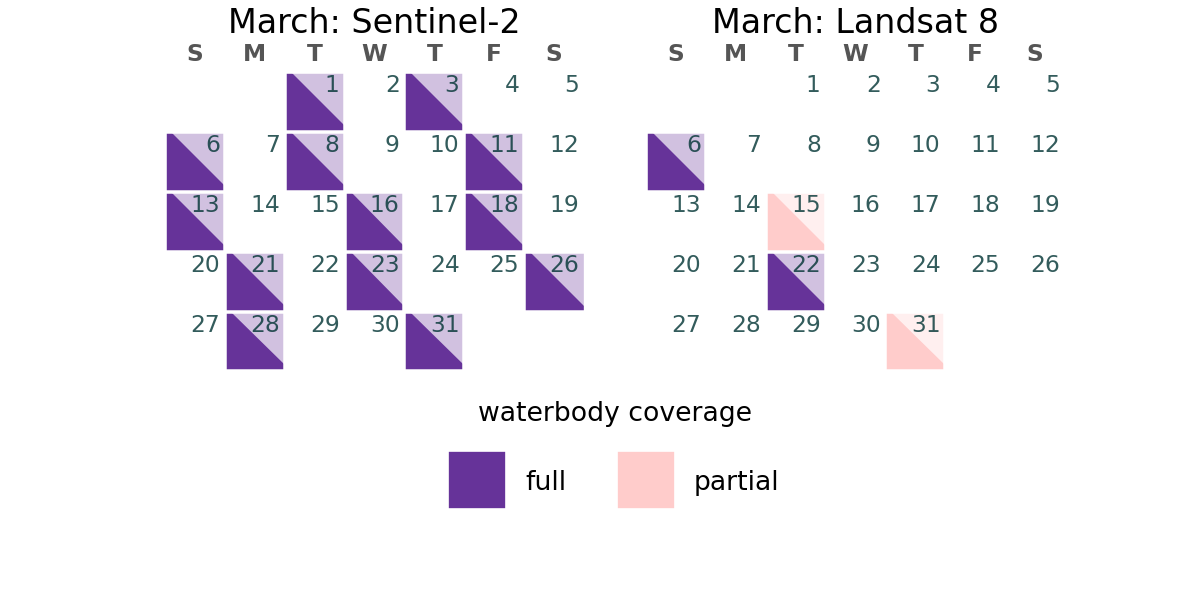 March: Sentinel-2
S M T W T F S
1 2 3 4 5
6 7 8 9 10 11 12
13 14 15 16 17 18 19
20 21 22 23 24 25 26
27 28 29 30 31
March: Landsat 8
S M T W T F S
1 2 3 4 5
6 7 8 9 10 11 12
13 14 15 16 17 18 19
20 21 22 23 24 25 26
27 28 29 30 31
waterbody coverage
full
partial